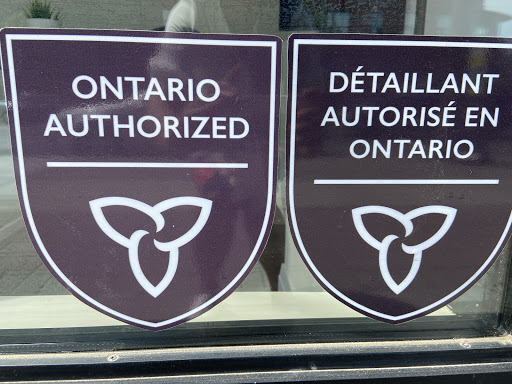 ONTARIO
AUTHORIZED
DÉTAILLANT
AUTORISÉ EN
ONTARIO